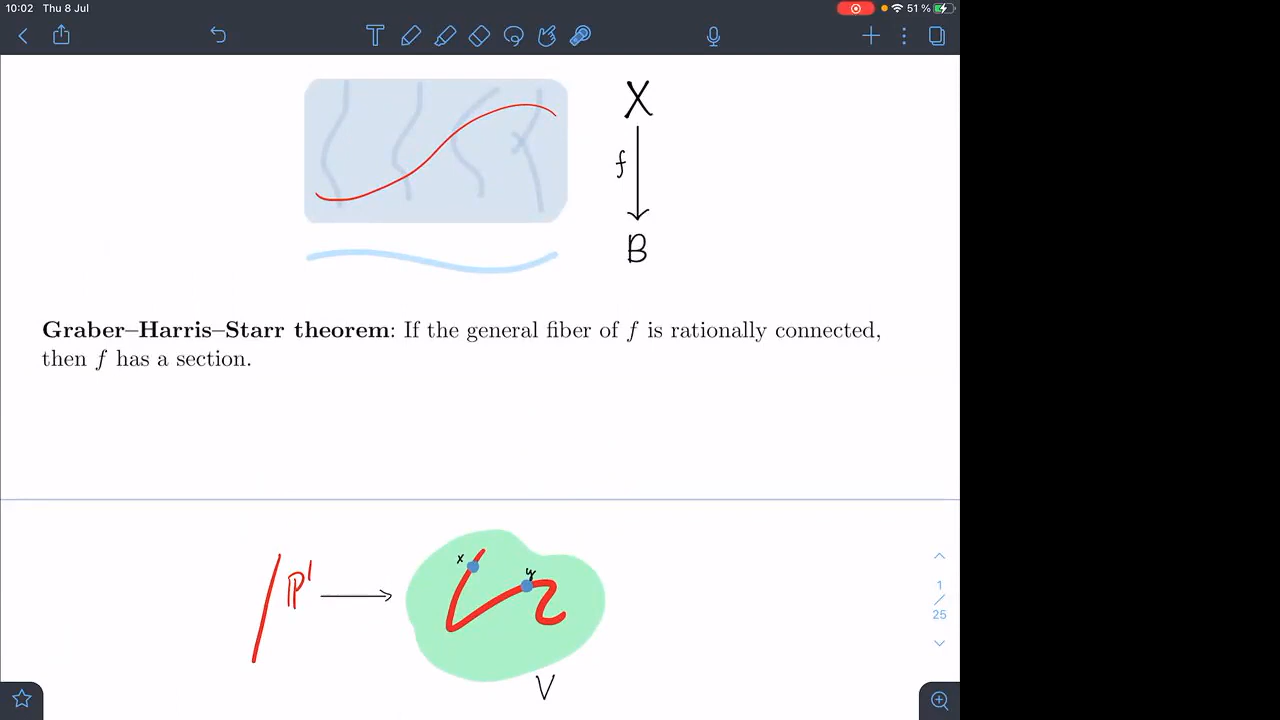 10:02 Thu 8 Jul
51 %
T
X
f
B
Graber–Harris–Starr theorem: If the general fiber of f is rationally connected,
then f has a section.
x
y
ℙ¹
V
1
/
25